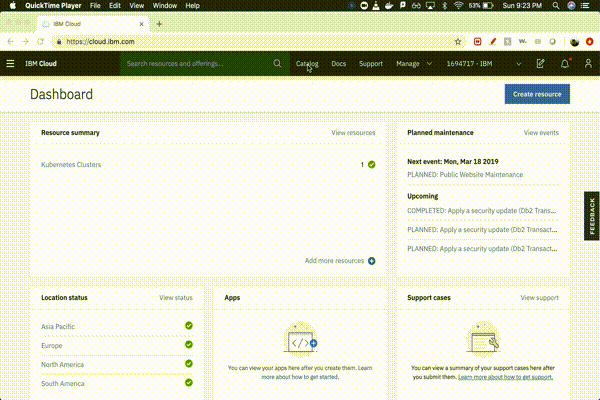 QuickTime Player File Edit View Window Help
53% Sun 9:23 PM
IBM Cloud
https://cloud.ibm.com
IBM Cloud Search resources and offerings... Catalog Docs Support Manage 1694717 - IBM
Dashboard
Create resource
Resource summary View resources
Kubernetes Clusters 1
Add more resources
Planned maintenance View events
Next event: Mon, Mar 18 2019
PLANNED: Public Website Maintenance
Upcoming
COMPLETED: Apply a security update (Db2 Trans...
PLANNED: Apply a security update (Db2 Transact...
PLANNED: Apply a security update (Db2 Transact...
FEEDBACK
Location status View status
Asia Pacific
Europe
North America
South America
Apps
You can view your apps here after you create them. Learn
more about how to get started.
Support cases View support
You can view a summary of your support cases here after
you submit them. Learn more about how to get support.